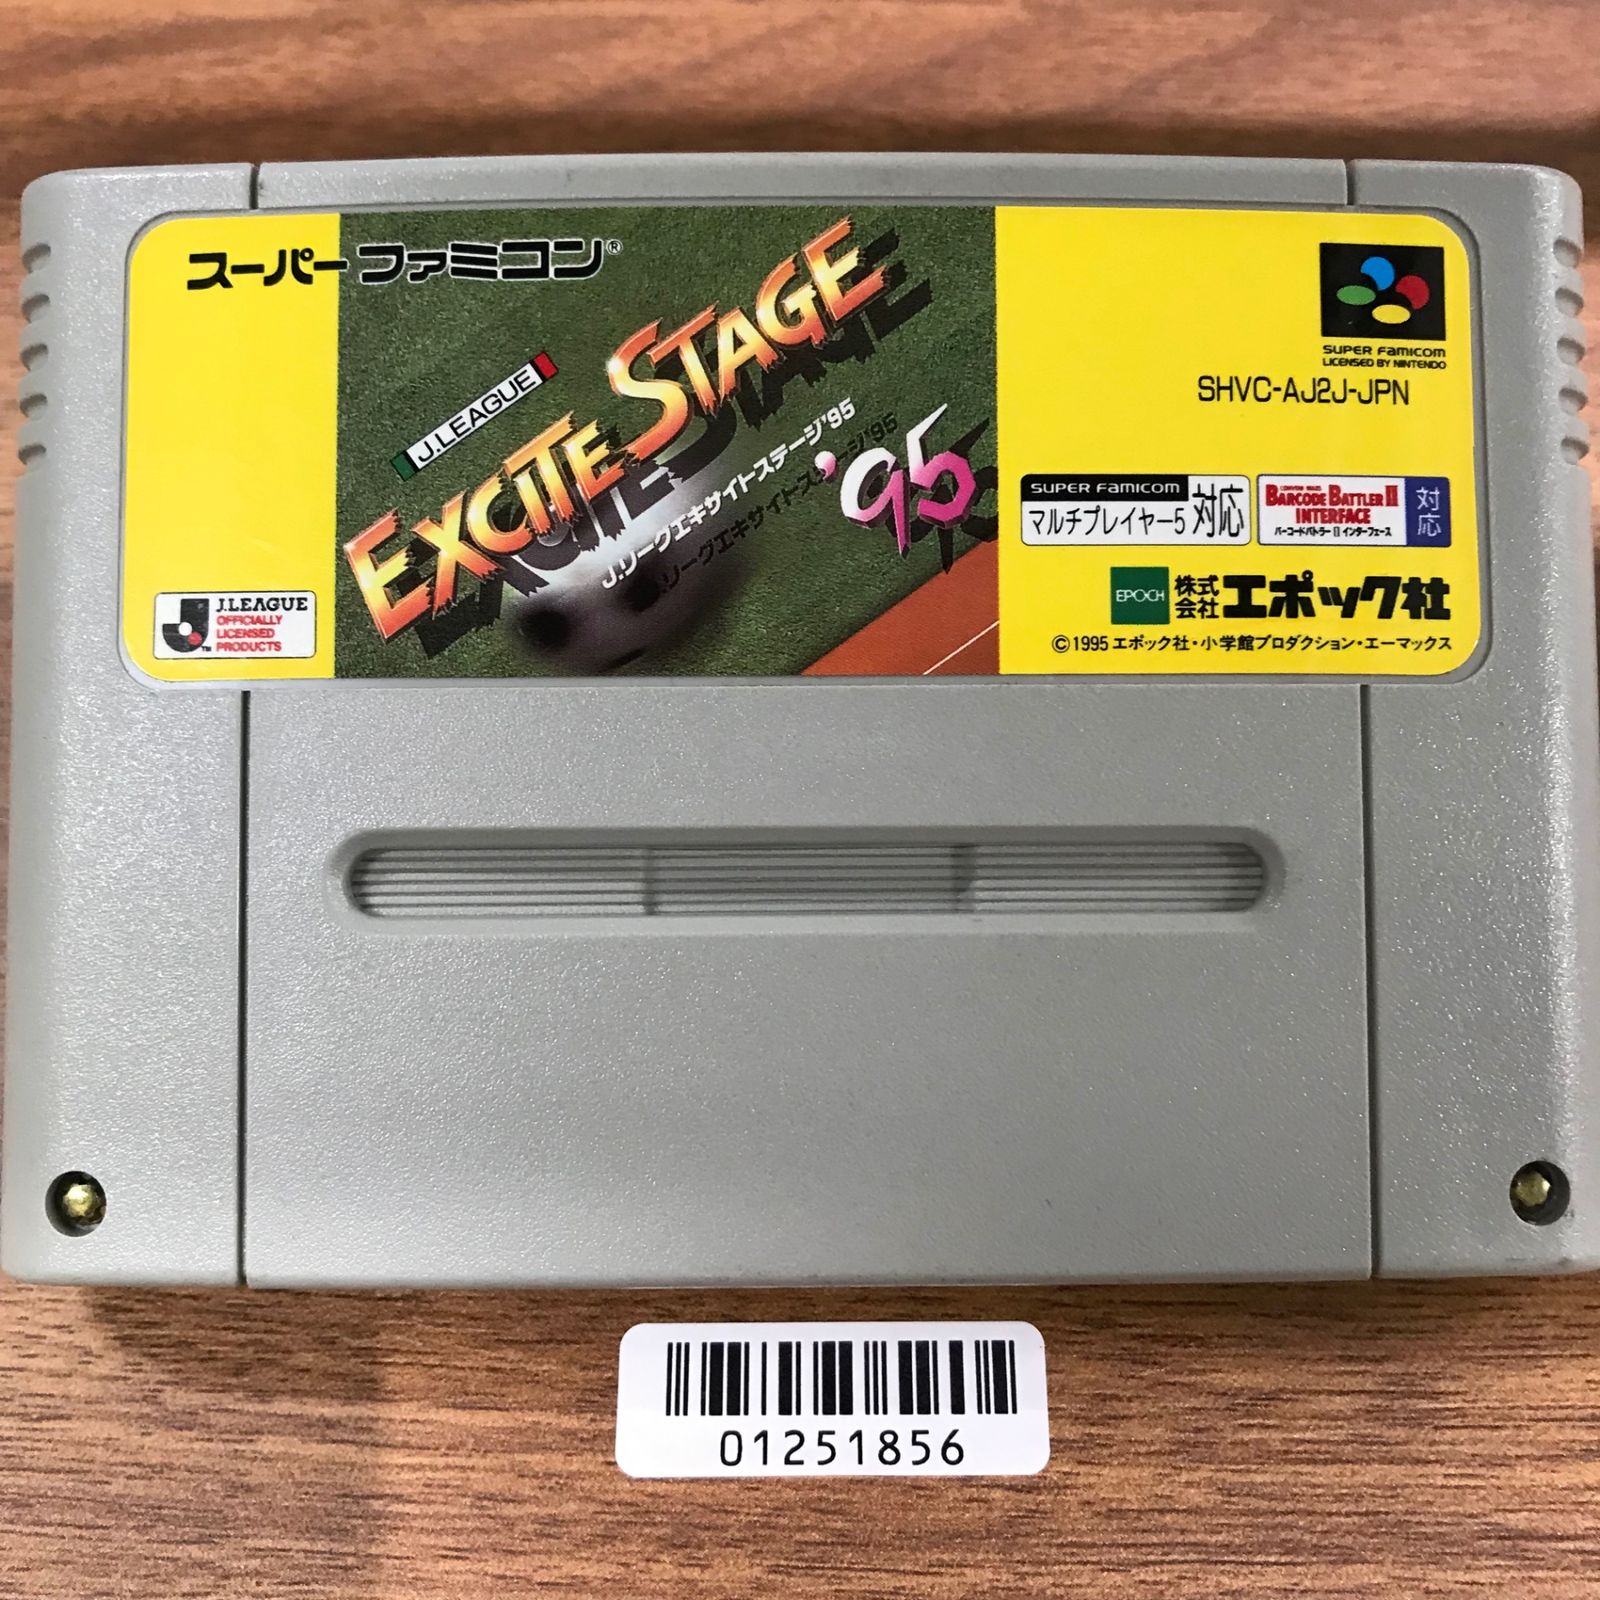 スーパーファミコン®
J.LEAGUE
EXCITE STAGE
'95
J.リーグエキサイトステージ'95
J.LEAGUE
OFFICIALLY
LICENSED
PRODUCTS
TM
SUPER FAMICOM
LICENSED BY NINTENDO
SHVC-AJ2J-JPN
SUPER FAMICOM
マルチプレイヤー5 対応
BARCODE BATTLER II
INTERFACE
バーコードバトラーII インターフェース
対応
EPOCH
株式会社 エポック社
©1995 エポック社・小学館プロダクション・エーマックス
01251856